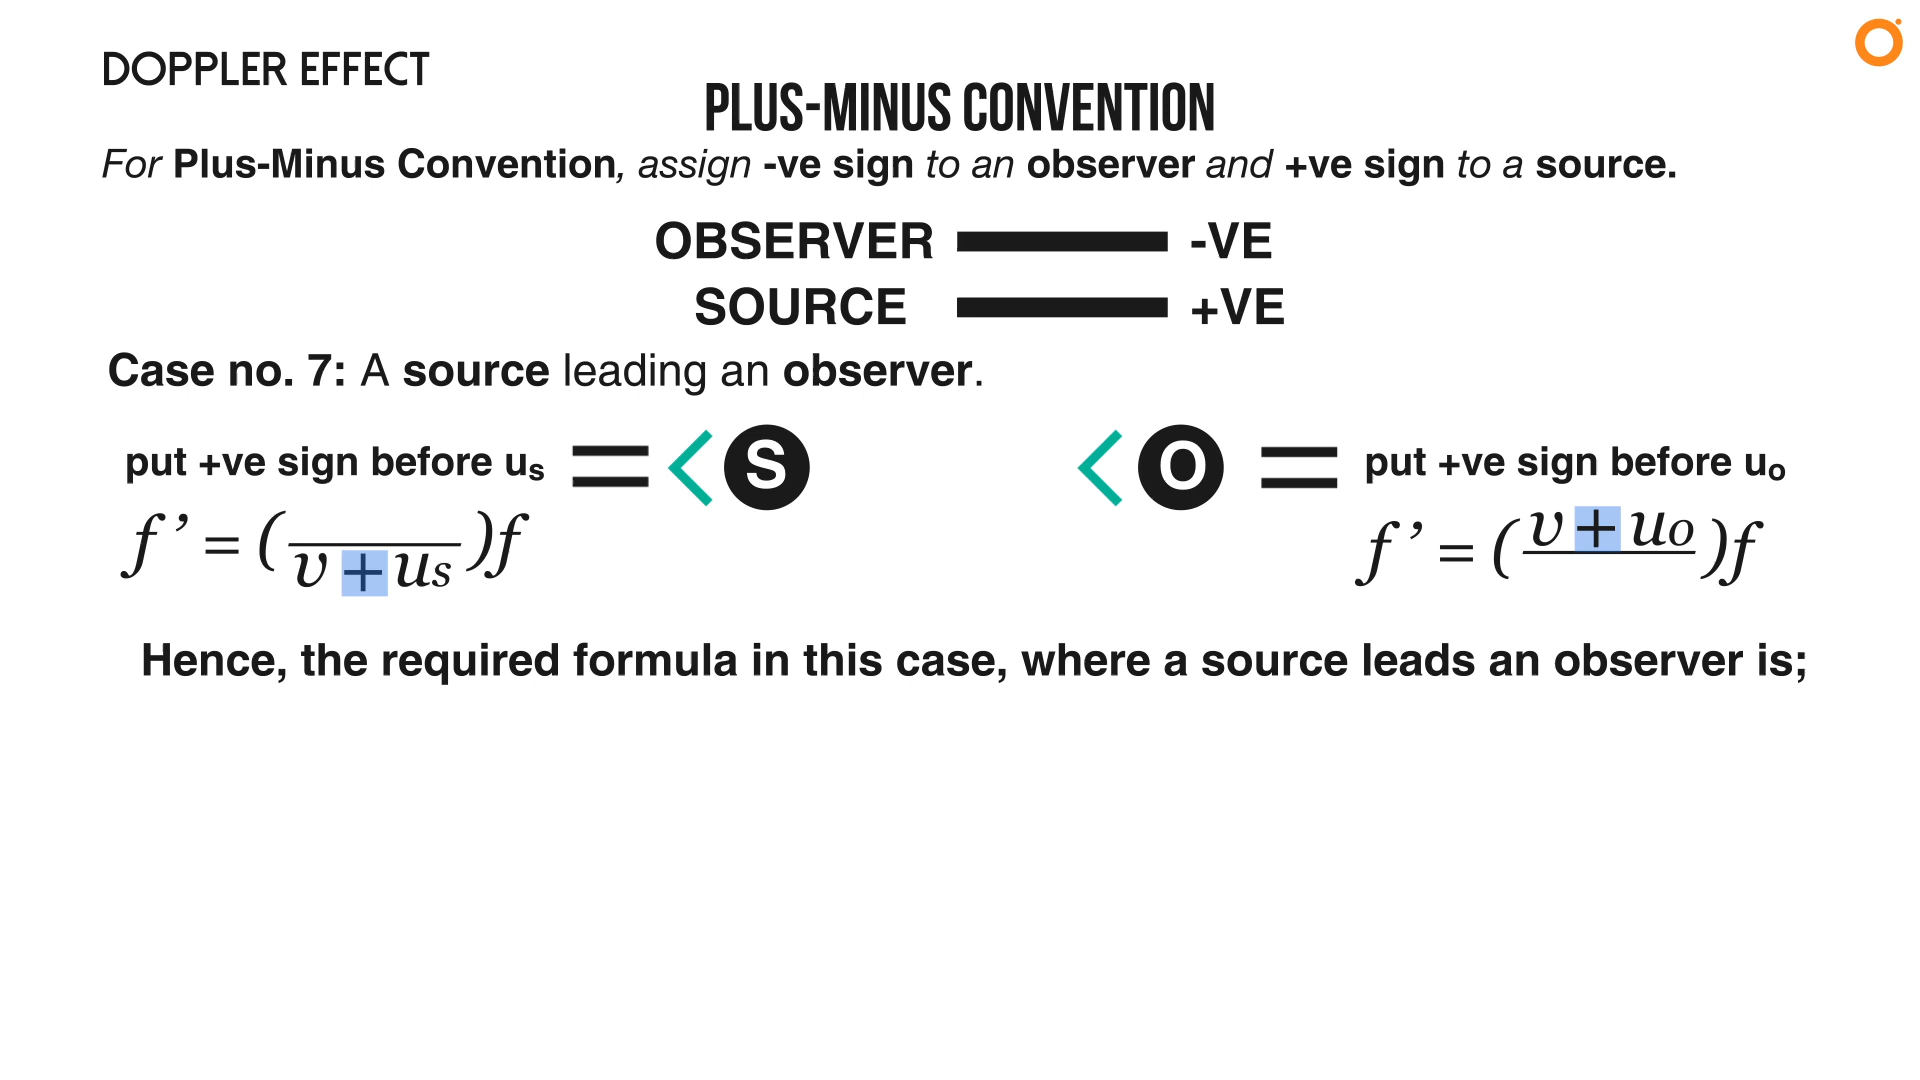 DOPPLER EFFECT
PLUS-MINUS CONVENTION
For Plus-Minus Convention, assign -ve sign to an observer and +ve sign to a source.
OBSERVER -VE
SOURCE +VE
Case no. 7: A source leading an observer.
put +ve sign before us = < S < O = put +ve sign before uo
f’ = ( / v + us )f
f’ = ( v + uo / )f
Hence, the required formula in this case, where a source leads an observer is;